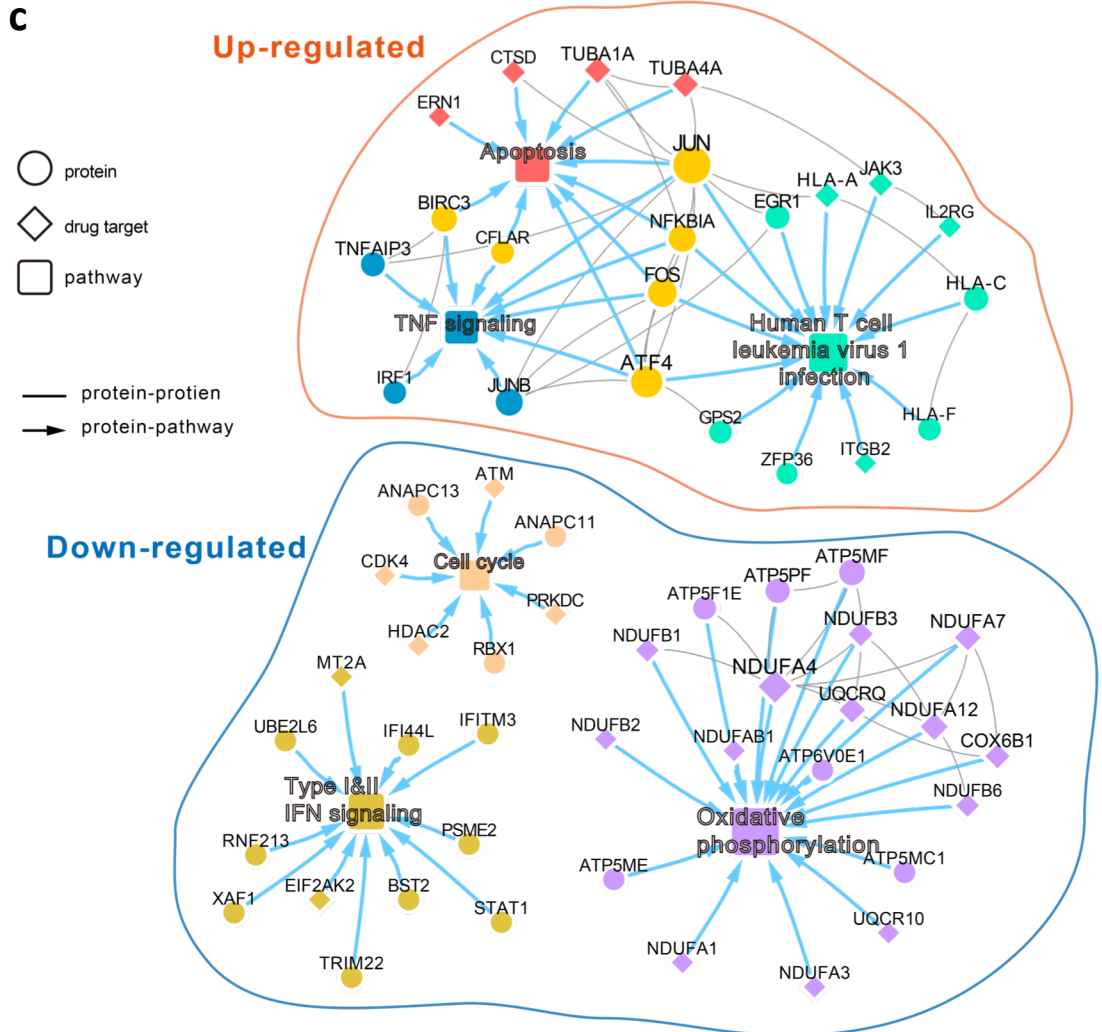 c
Up-regulated
CTSD
TUBA1A
TUBA4A
ERN1
Apoptosis
JUN
protein
drug target
pathway
BIRC3
CFLAR
NFKBIA
EGR1
HLA-A
JAK3
IL2RG
TNFAIP3
FOS
HLA-C
TNF signaling
Human T cell
leukemia virus 1
infection
ATF4
IRF1
JUNB
GPS2
HLA-F
ZFP36
ITGB2
protein-protien
protein-pathway
Down-regulated
ANAPC13
ATM
ANAPC11
Cell cycle
CDK4
PRKDC
HDAC2
RBX1
MT2A
UBE2L6
IFI44L
IFITM3
Type I&II
IFN signaling
RNF213
PSME2
XAF1
EIF2AK2
BST2
STAT1
TRIM22
ATP5MF
ATP5PF
ATP5F1E
NDUFB3
NDUFA7
NDUFB1
NDUFA4
UQCRQ
NDUFA12
NDUFB2
NDUFAB1
COX6B1
ATP6V0E1
NDUFB6
Oxidative
phosphorylation
ATP5ME
ATP5MC1
UQCR10
NDUFA1
NDUFA3